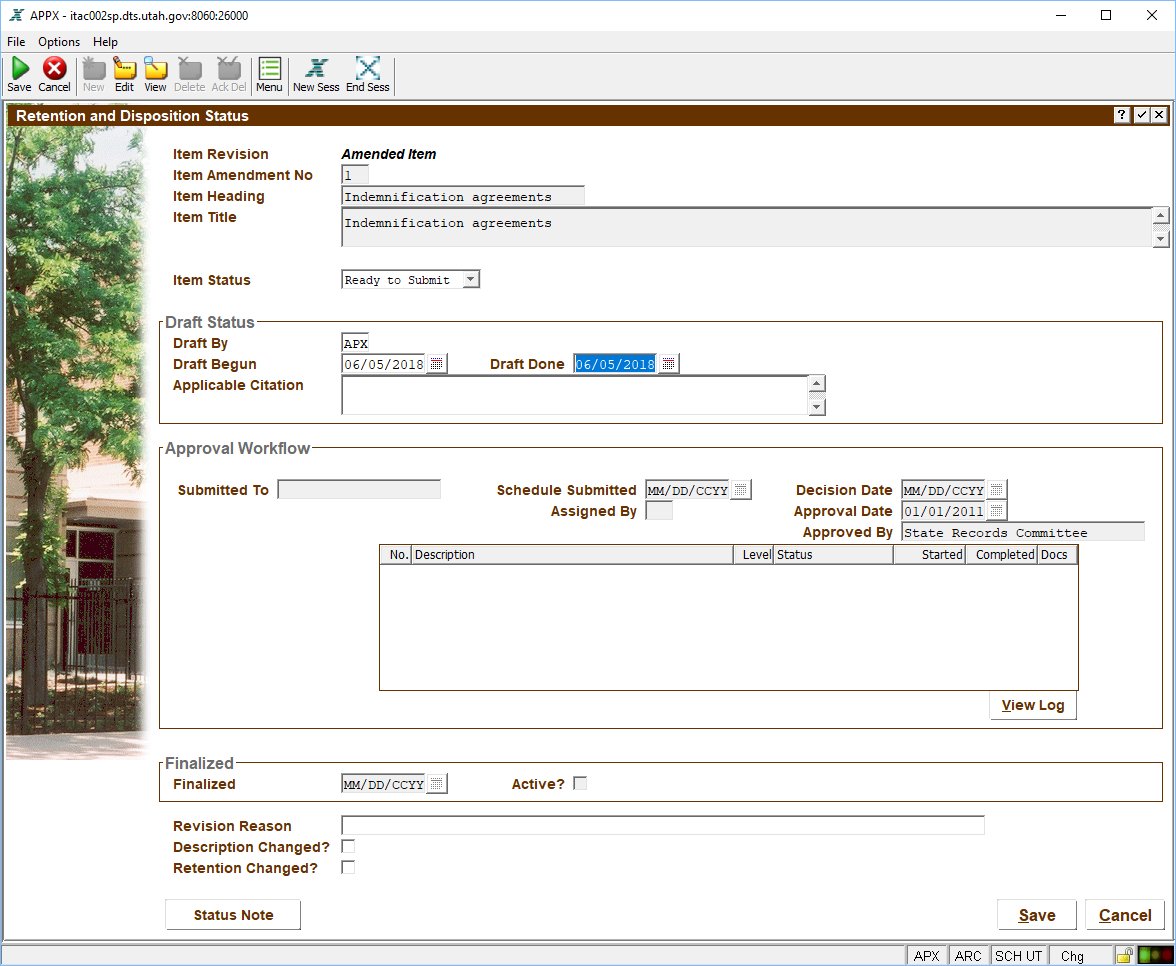 APPX - itac002sp.dts.utah.gov:8060:26000
File Options Help
Save Cancel New Edit View Delete Ack Del Menu New Sess End Sess
Retention and Disposition Status
Item Revision Amended Item
Item Amendment No 1
Item Heading Indemnification agreements
Item Title Indemnification agreements
Item Status Ready to Submit
Draft Status
Draft By APX
Draft Begun 06/05/2018 Draft Done 06/05/2018
Applicable Citation
Approval Workflow
Submitted To Schedule Submitted MM/DD/CCYY Decision Date MM/DD/CCYY
Assigned By Approval Date 01/01/2011
Approved By State Records Committee
No. Description Level Status Started Completed Docs
View Log
Finalized
Finalized MM/DD/CCYY Active?
Revision Reason
Description Changed?
Retention Changed?
Status Note Save Cancel
APX ARC SCH UT Chg